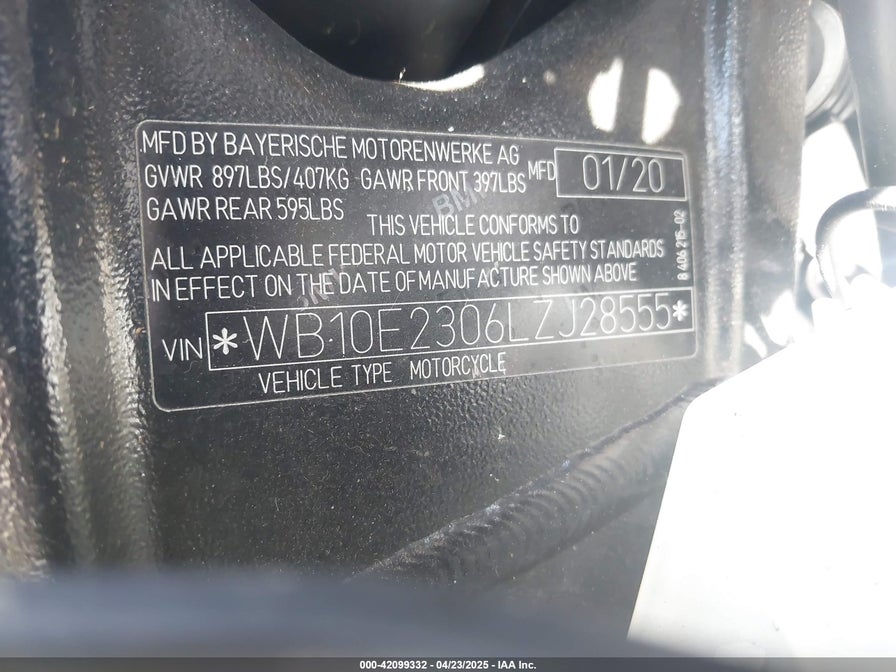 MFD BY BAYERISCHE MOTORENWERKE AG
GVWR 897LBS/407KG GAWR FRONT 397LBS
MFD 01/20
GAWR REAR 595LBS
THIS VEHICLE CONFORMS TO
ALL APPLICABLE FEDERAL MOTOR VEHICLE SAFETY STANDARDS
IN EFFECT ON THE DATE OF MANUFACTURE SHOWN ABOVE
8 406 215-02
VIN *WB10E2306LZJ28555*
VEHICLE TYPE MOTORCYCLE
000-42099332 - 04/23/2025 - IAA Inc.